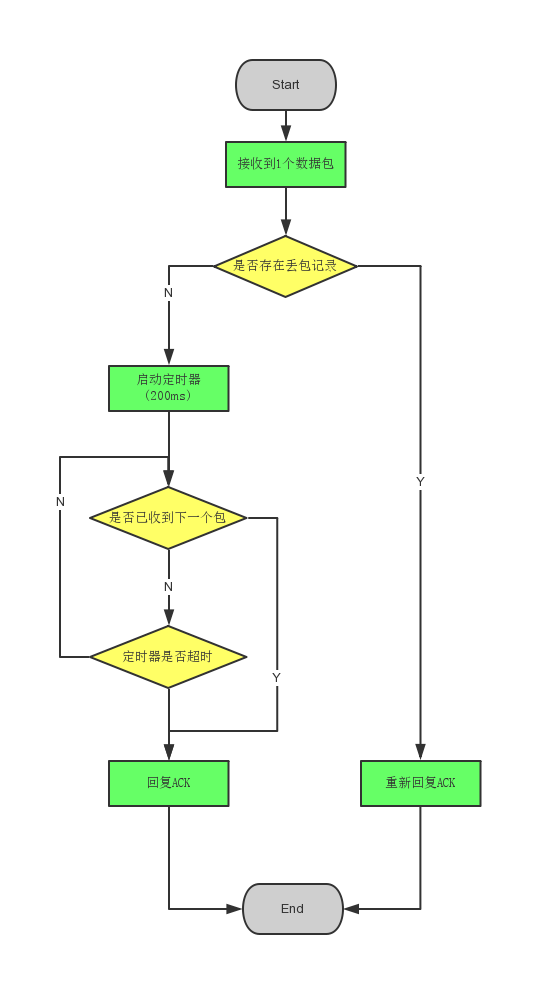 Start
接收到1个数据包
是否存在丢包记录
N
启动定时器
(200ms)
Y
N
是否已收到下一个包
N
定时器是否超时
Y
回复ACK
重新回复ACK
End